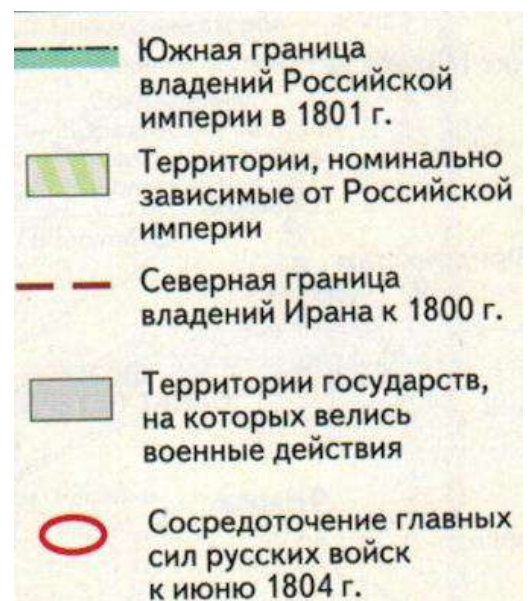 Южная граница
владений Российской
империи в 1801 г.
Территории, номинально
зависимые от Российской
империи
Северная граница
владений Ирана к 1800 г.
Территории государств,
на которых велись
военные действия
Сосредоточение главных
сил русских войск
к июню 1804 г.